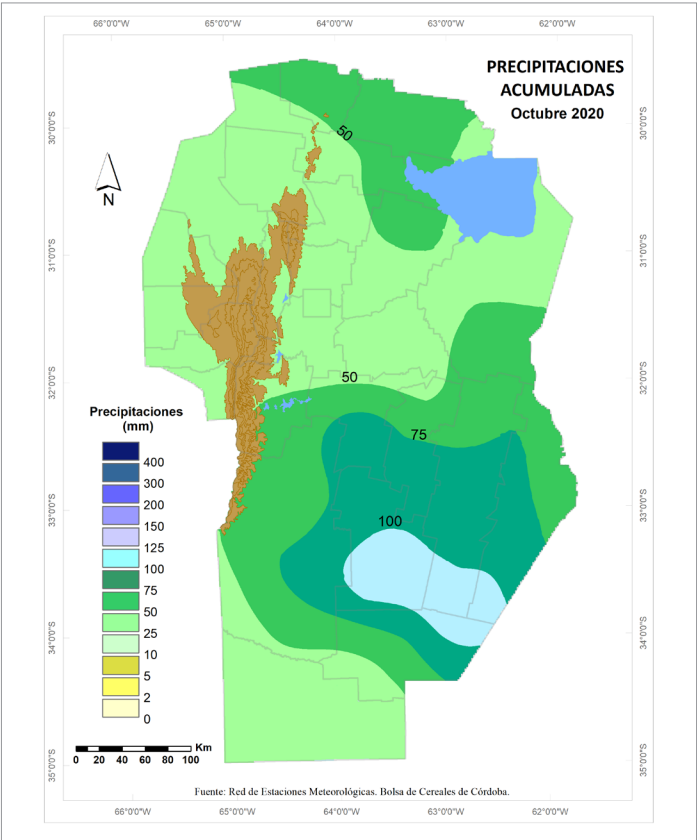 66°0'0"W 65°0'0"W 64°0'0"W 63°0'0"W 62°0'0"W
PRECIPITACIONES
ACUMULADAS
Octubre 2020
30°0'0"S
31°0'0"S
32°0'0"S
33°0'0"S
34°0'0"S
35°0'0"S
30°0'0"S
31°0'0"S
32°0'0"S
33°0'0"S
34°0'0"S
35°0'0"S
N
50
50
75
100
Precipitaciones
(mm)
400
300
200
150
125
100
75
50
25
10
5
2
0
Km
0 20 40 60 80 100
Fuente: Red de Estaciones Meteorológicas. Bolsa de Cereales de Córdoba.
66°0'0"W 65°0'0"W 64°0'0"W 63°0'0"W 62°0'0"W